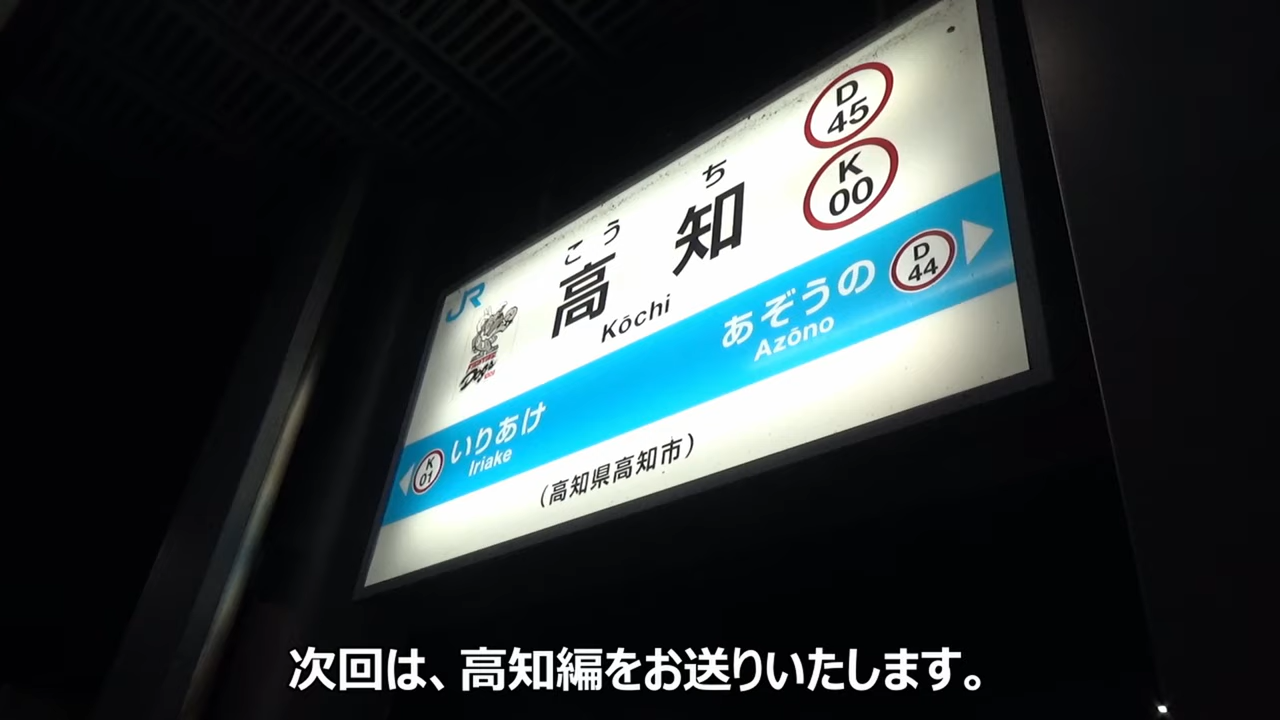 JR
こうち
高知
Kōchi
D
45
K
00
あぞうの
Azōno
D
44
いりあけ
Iriake
K
01
(高知県高知市)
次回は、高知編をお送りいたします。